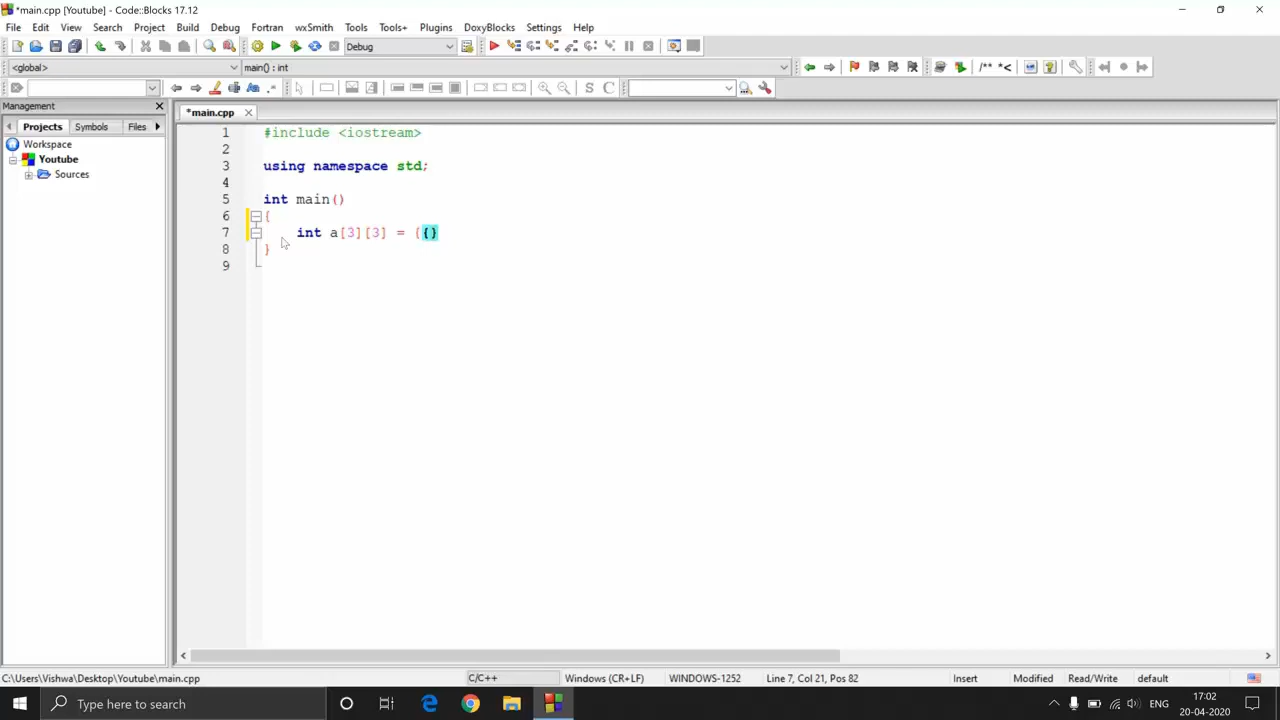 *main.cpp [Youtube] - Code::Blocks 17.12
File Edit View Search Project Build Debug Fortran wxSmith Tools Tools+ Plugins DoxyBlocks Settings Help
Debug
<global> main() : int /** *<
.* S C
Management
*main.cpp
Projects Symbols Files
Workspace
Youtube
Sources
1 #include <iostream>
2
3 using namespace std;
4
5 int main()
6 {
7 int a[3][3] = {{}
8 }
9
C:\Users\Vishwa\Desktop\Youtube\main.cpp C/C++ Windows (CR+LF) WINDOWS-1252 Line 7, Col 21, Pos 82 Insert Modified Read/Write default
Type here to search
ENG
17:02
20-04-2020